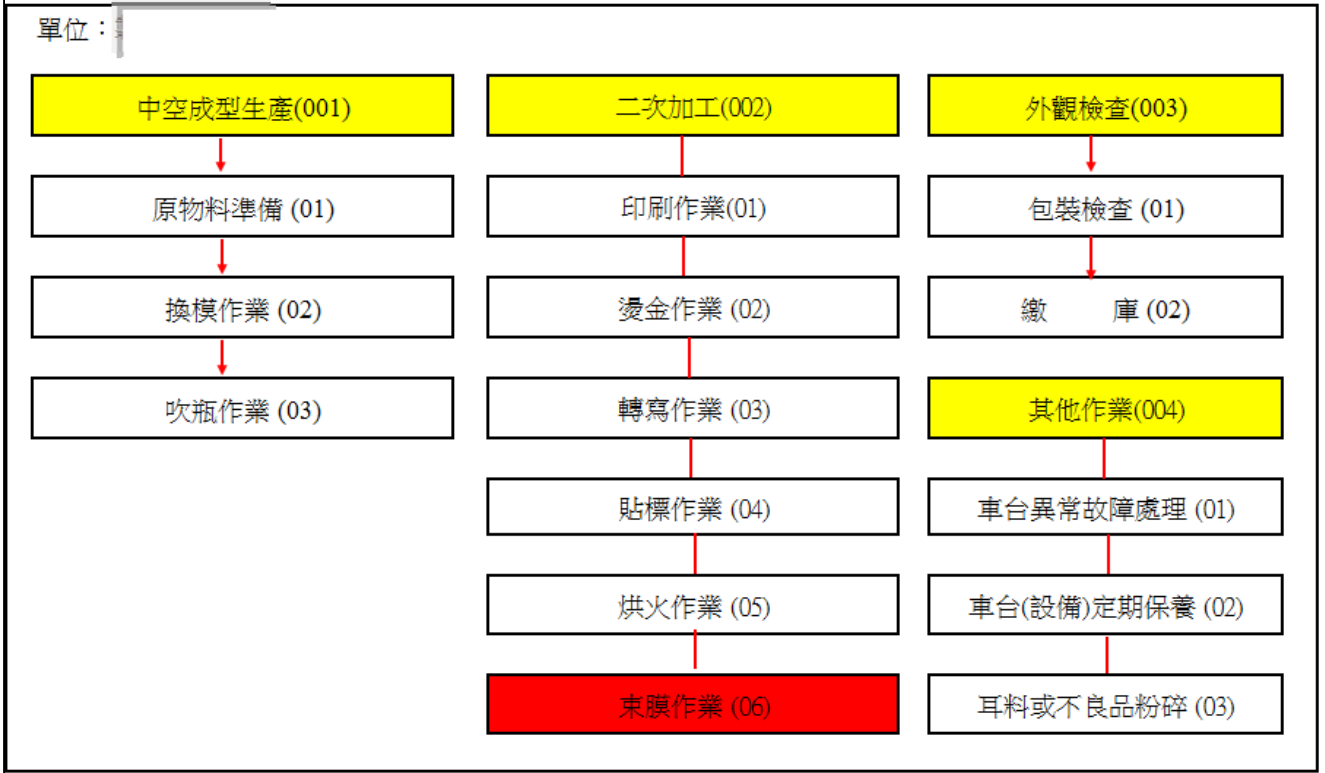 單位：
中空成型生產(001)
原物料準備 (01)
換模作業 (02)
吹瓶作業 (03)
二次加工(002)
印刷作業(01)
燙金作業 (02)
轉寫作業 (03)
貼標作業 (04)
烘火作業 (05)
束膜作業 (06)
外觀檢查(003)
包裝檢查 (01)
繳 庫 (02)
其他作業(004)
車台異常故障處理 (01)
車台(設備)定期保養 (02)
耳料或不良品粉碎 (03)